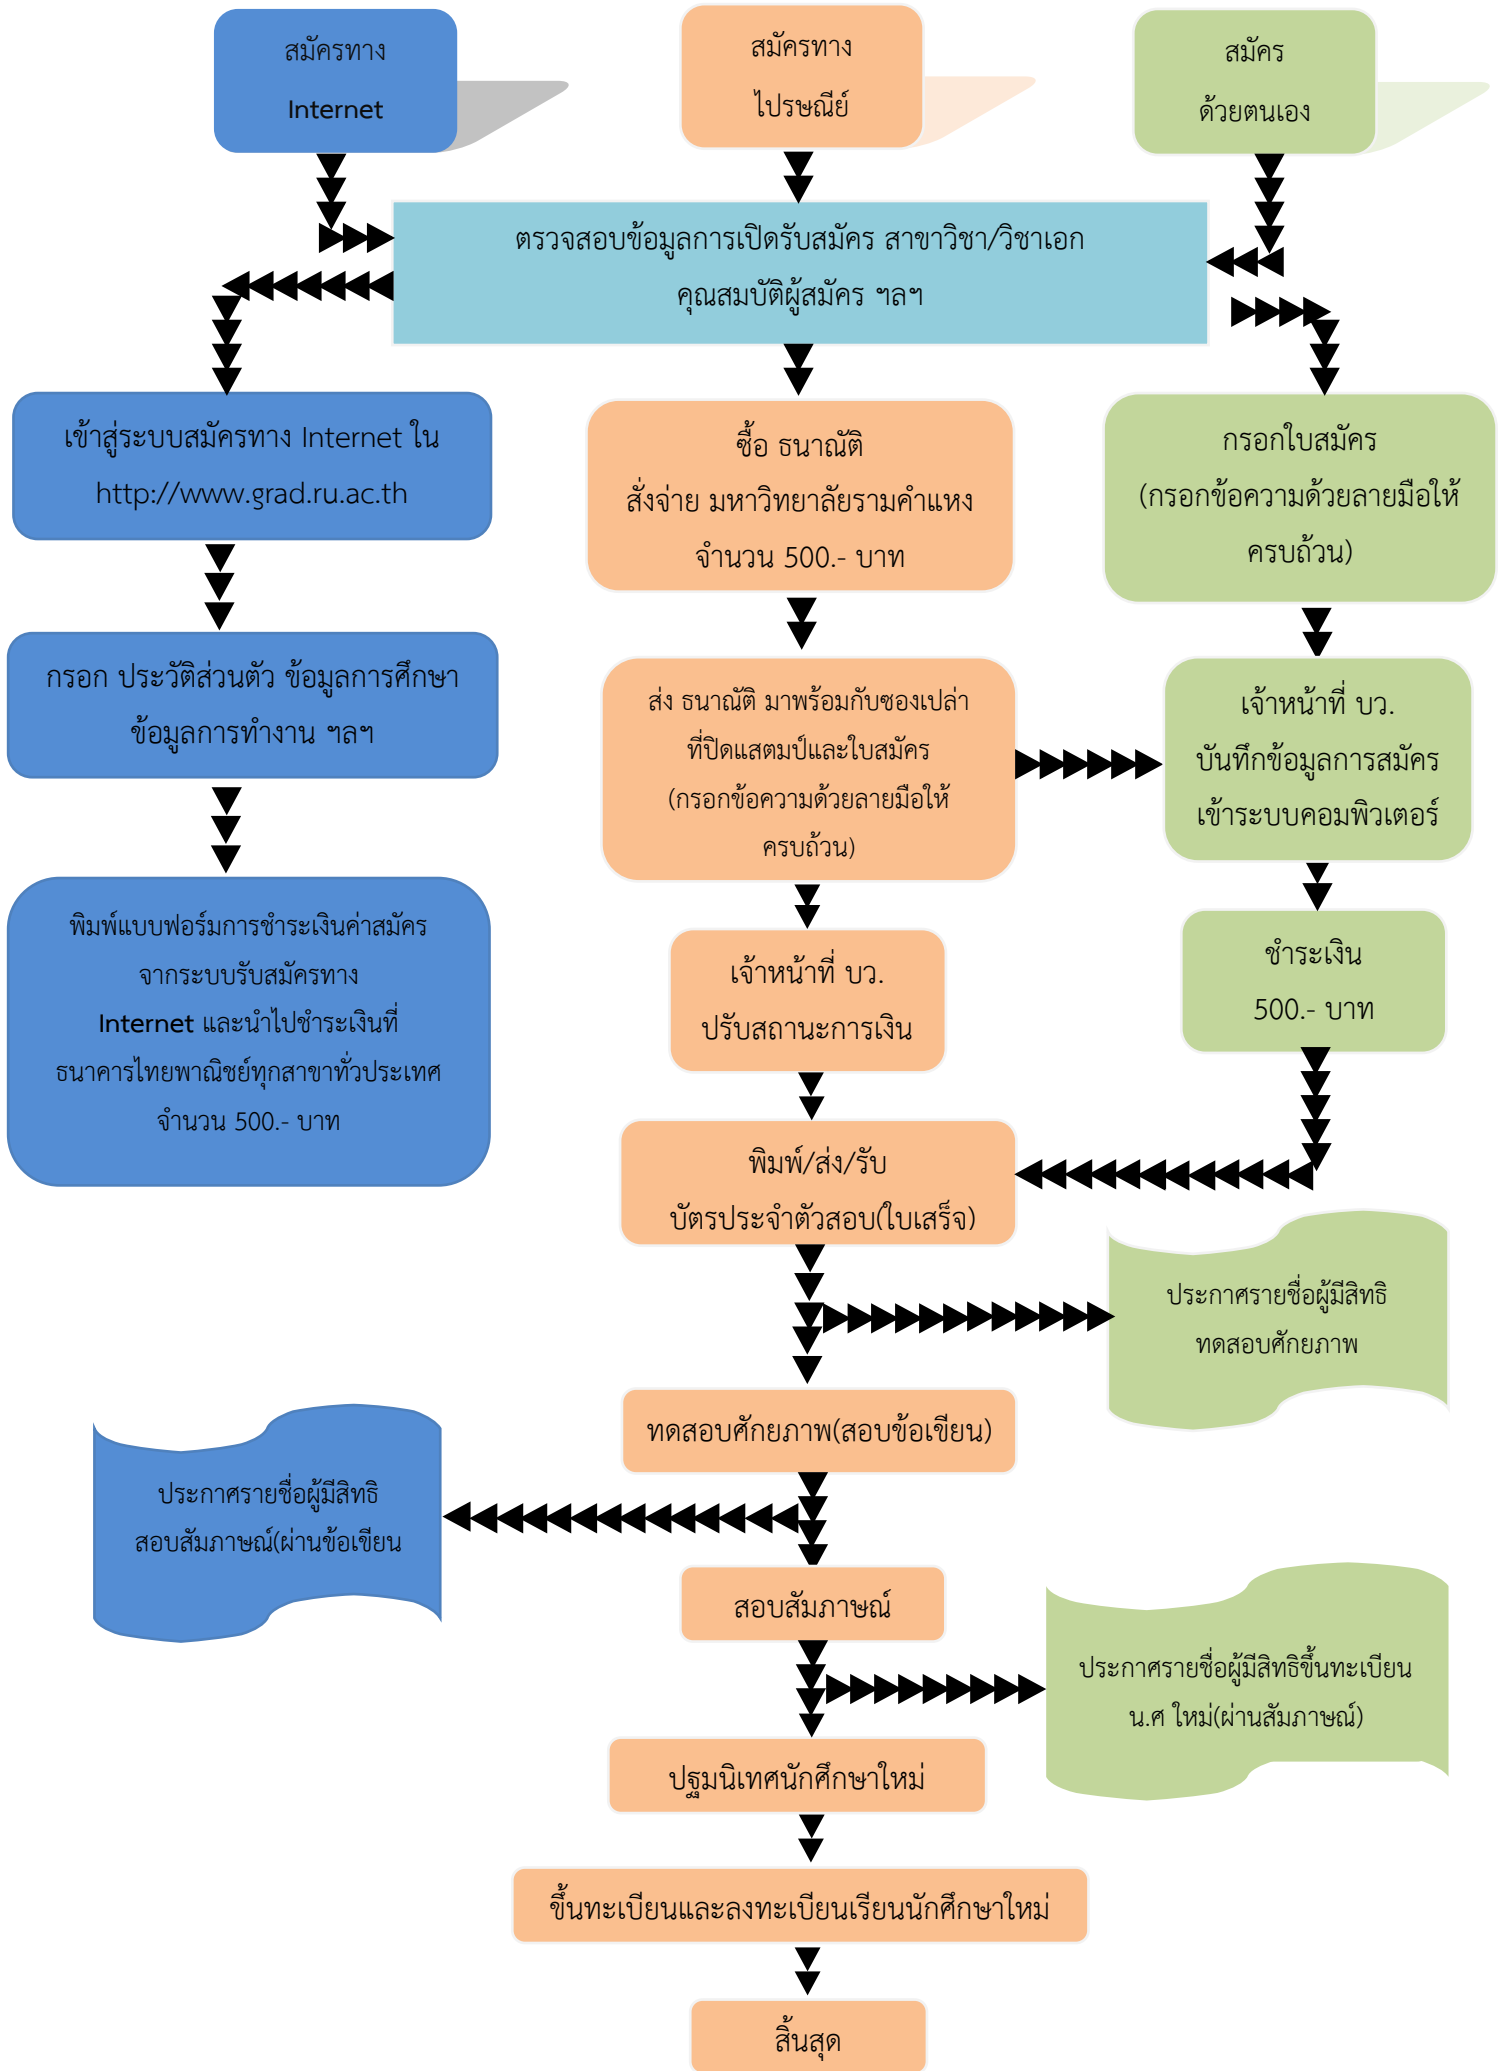 สมัครทาง
Internet
สมัครทาง
ไปรษณีย์
สมัคร
ด้วยตนเอง
ตรวจสอบข้อมูลการเปิดรับสมัคร สาขาวิชา/วิชาเอก
คุณสมบัติผู้สมัคร ฯลฯ
เข้าสู่ระบบสมัครทาง Internet ใน
http://www.grad.ru.ac.th
ซื้อ ธนาณัติ
สั่งจ่าย มหาวิทยาลัยรามคำแหง
จำนวน 500.- บาท
กรอกใบสมัคร
(กรอกข้อความด้วยลายมือให้
ครบถ้วน)
กรอก ประวัติส่วนตัว ข้อมูลการศึกษา
ข้อมูลการทำงาน ฯลฯ
ส่ง ธนาณัติ มาพร้อมกับซองเปล่า
ที่ปิดแสตมป์และใบสมัคร
(กรอกข้อความด้วยลายมือให้
ครบถ้วน)
เจ้าหน้าที่ บว.
บันทึกข้อมูลการสมัคร
เข้าระบบคอมพิวเตอร์
พิมพ์แบบฟอร์มการชำระเงินค่าสมัคร
จากระบบรับสมัครทาง
Internet และนำไปชำระเงินที่
ธนาคารไทยพาณิชย์ทุกสาขาทั่วประเทศ
จำนวน 500.- บาท
เจ้าหน้าที่ บว.
ปรับสถานะการเงิน
ชำระเงิน
500.- บาท
พิมพ์/ส่ง/รับ
บัตรประจำตัวสอบ(ใบเสร็จ)
ประกาศรายชื่อผู้มีสิทธิ
ทดสอบศักยภาพ
ทดสอบศักยภาพ(สอบข้อเขียน)
ประกาศรายชื่อผู้มีสิทธิ
สอบสัมภาษณ์(ผ่านข้อเขียน
สอบสัมภาษณ์
ประกาศรายชื่อผู้มีสิทธิขึ้นทะเบียน
น.ศ ใหม่(ผ่านสัมภาษณ์)
ปฐมนิเทศนักศึกษาใหม่
ขึ้นทะเบียนและลงทะเบียนเรียนนักศึกษาใหม่
สิ้นสุด